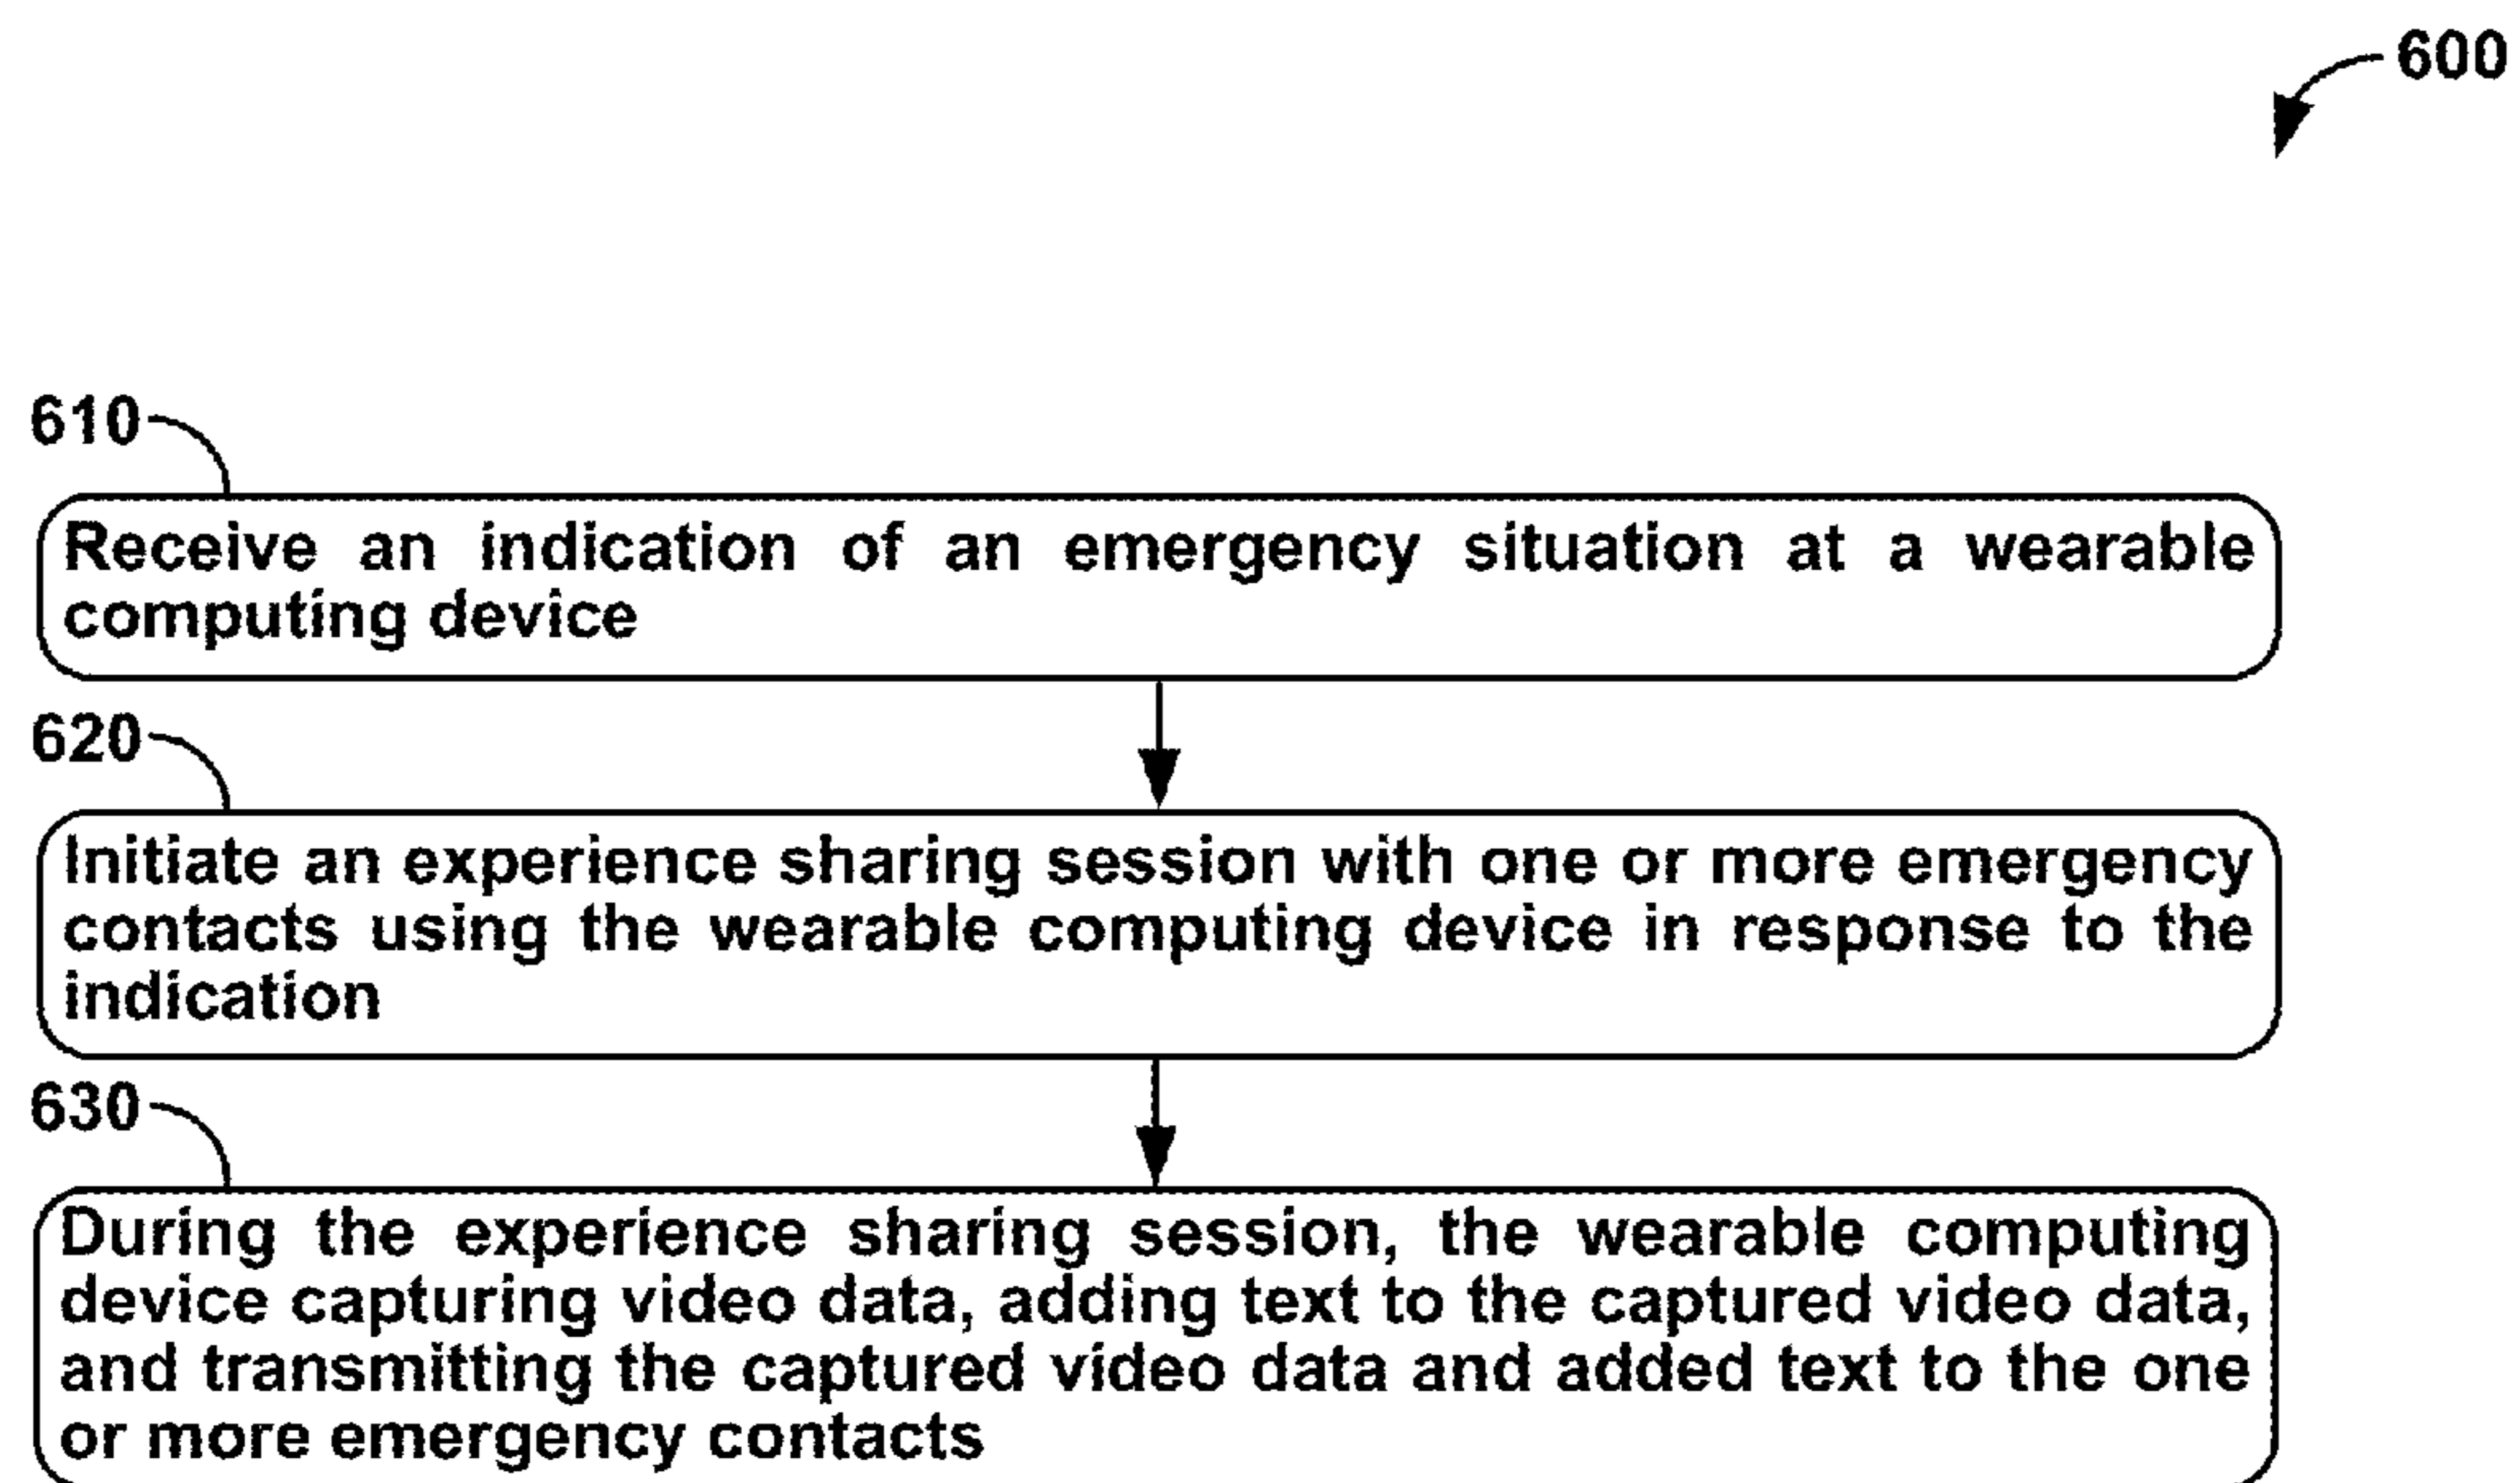 600
610
Receive an indication of an emergency situation at a wearable
computing device
620
Initiate an experience sharing session with one or more emergency
contacts using the wearable computing device in response to the
indication
630
During the experience sharing session, the wearable computing
device capturing video data, adding text to the captured video data,
and transmitting the captured video data and added text to the one
or more emergency contacts